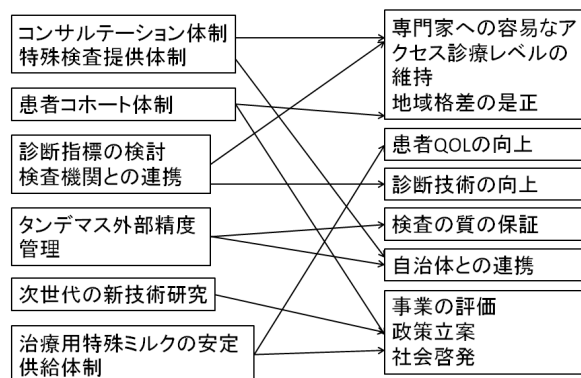 コンサルテーション体制
特殊検査提供体制
患者コホート体制
診断指標の検討
検査機関との連携
タンデマス外部精度
管理
次世代の新技術研究
治療用特殊ミルクの安定
供給体制
専門家への容易なア
クセス診療レベルの
維持
地域格差の是正
患者QOLの向上
診断技術の向上
検査の質の保証
自治体との連携
事業の評価
政策立案
社会啓発